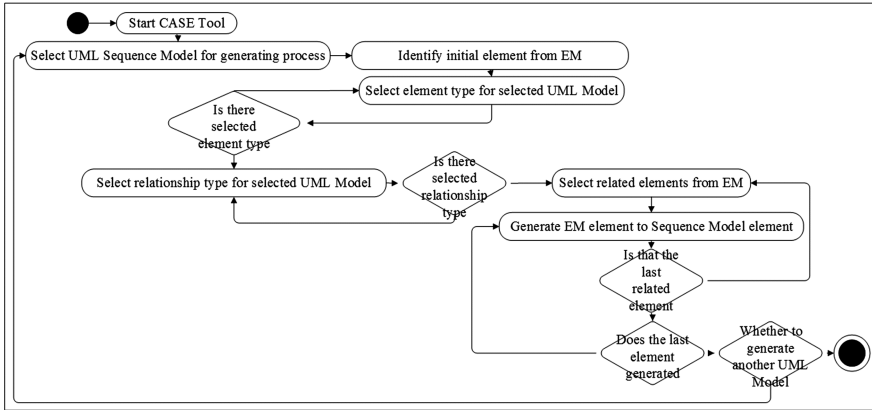 Start CASE Tool
Select UML Sequence Model for generating process
Identify initial element from EM
Select element type for selected UML Model
Is there
selected
element type
Select relationship type for selected UML Model
Is there
selected
relationship
type
Select related elements from EM
Generate EM element to Sequence Model element
Is that the
last
related
element
Does the last
element
generated
Whether to
generate
another UML
Model